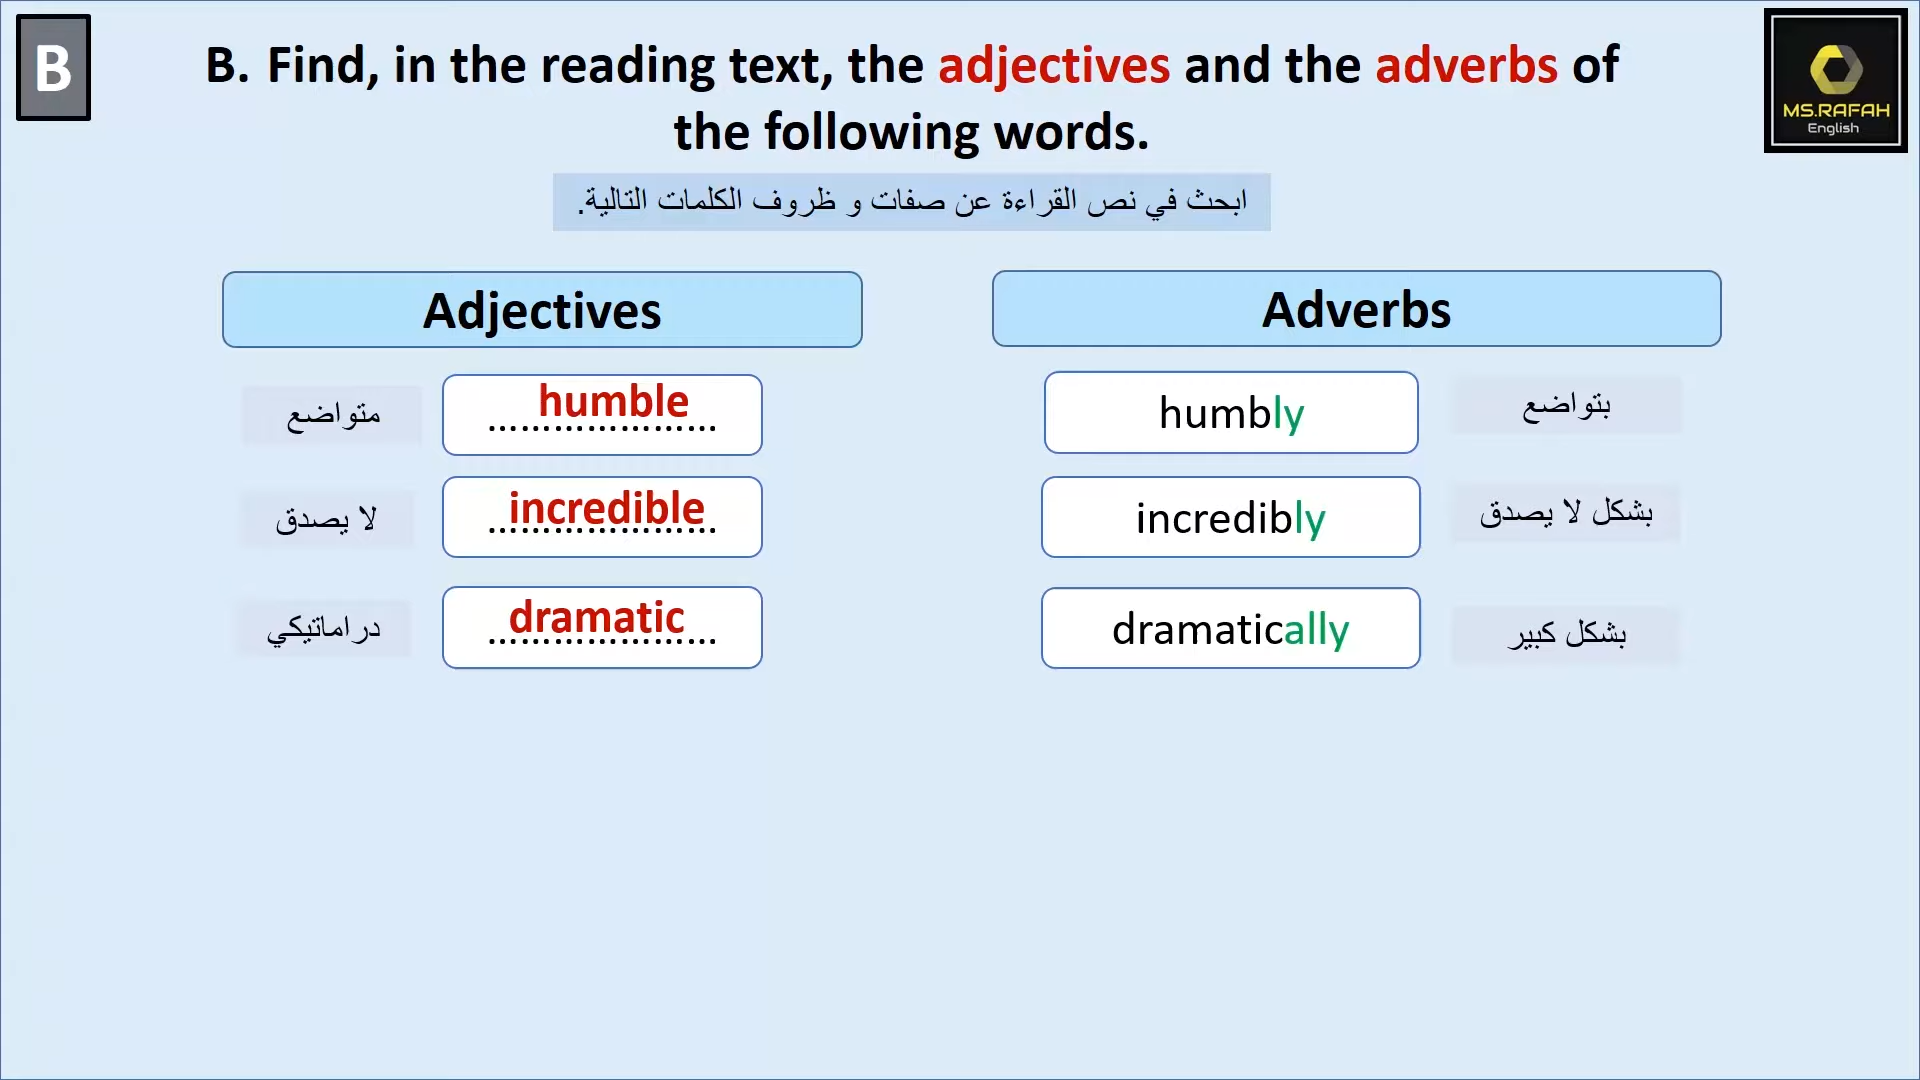 B
B. Find, in the reading text, the adjectives and the adverbs of
the following words.
MS.RAFAH
English
ابحث في نص القراءة عن صفات و ظروف الكلمات التالية.
Adjectives
Adverbs
متواضع
humble
.....................
humbly
بتواضع
لا يصدق
incredible
.....................
incredibly
بشكل لا يصدق
دراماتيكي
dramatic
.....................
dramatically
بشكل كبير